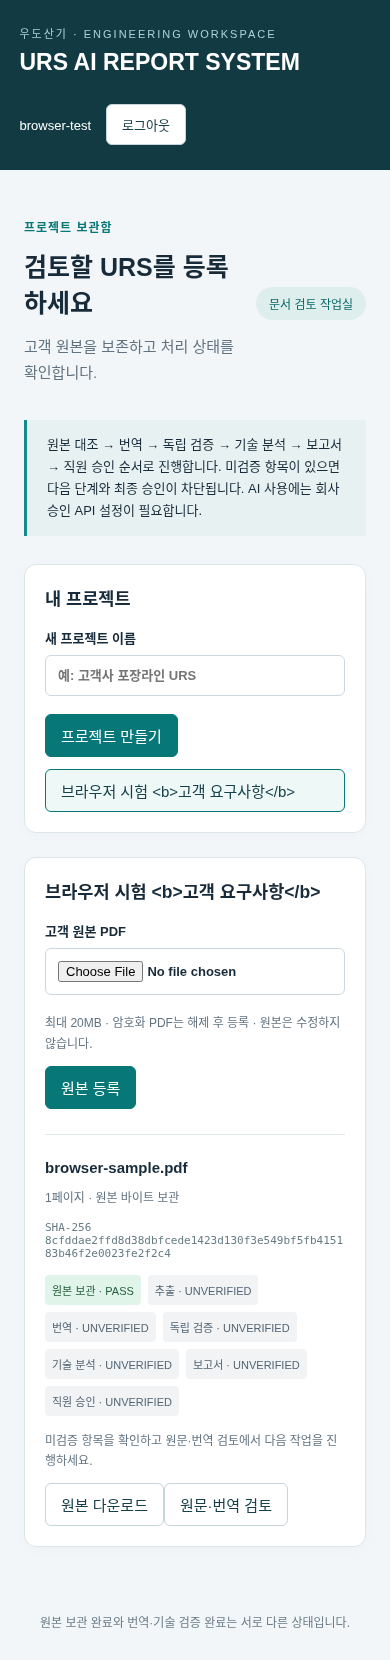 우도산기 · ENGINEERING WORKSPACE
URS AI REPORT SYSTEM
browser-test
로그아웃
프로젝트 보관함
검토할 URS를 등록
하세요
문서 검토 작업실
고객 원본을 보존하고 처리 상태를
확인합니다.
원본 대조 → 번역 → 독립 검증 → 기술 분석 → 보고서
→ 직원 승인 순서로 진행합니다. 미검증 항목이 있으면
다음 단계와 최종 승인이 차단됩니다. AI 사용에는 회사
승인 API 설정이 필요합니다.
내 프로젝트
새 프로젝트 이름
예: 고객사 포장라인 URS
프로젝트 만들기
브라우저 시험 <b>고객 요구사항</b>
브라우저 시험 <b>고객 요구사항</b>
고객 원본 PDF
Choose File No file chosen
최대 20MB · 암호화 PDF는 해제 후 등록 · 원본은 수정하지
않습니다.
원본 등록
browser-sample.pdf
1페이지 · 원본 바이트 보관
SHA-256
8cfddae2ffd8d38dbfcede1423d130f3e549bf5fb4151
83b46f2e0023fe2f2c4
원본 보관 · PASS 추출 · UNVERIFIED
번역 · UNVERIFIED 독립 검증 · UNVERIFIED
기술 분석 · UNVERIFIED 보고서 · UNVERIFIED
직원 승인 · UNVERIFIED
미검증 항목을 확인하고 원문·번역 검토에서 다음 작업을 진
행하세요.
원본 다운로드 원문·번역 검토
원본 보관 완료와 번역·기술 검증 완료는 서로 다른 상태입니다.